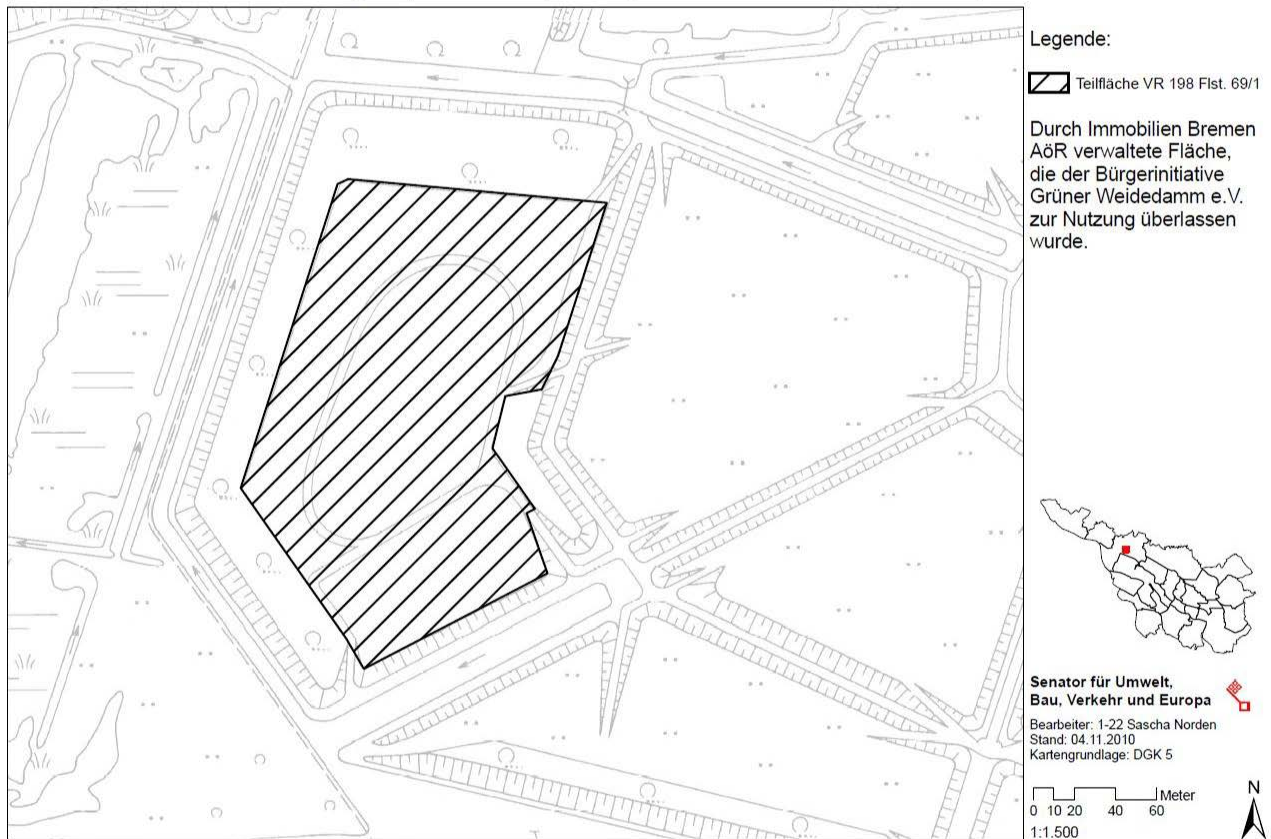 Legende:
Teilfläche VR 198 Flst. 69/1
Durch Immobilien Bremen
AöR verwaltete Fläche,
die der Bürgerinitiative
Grüner Weidedamm e.V.
zur Nutzung überlassen
wurde.
Senator für Umwelt,
Bau, Verkehr und Europa
Bearbeiter: 1-22 Sascha Norden
Stand: 04.11.2010
Kartengrundlage: DGK 5
Meter
0 10 20 40 60
1:1.500
N